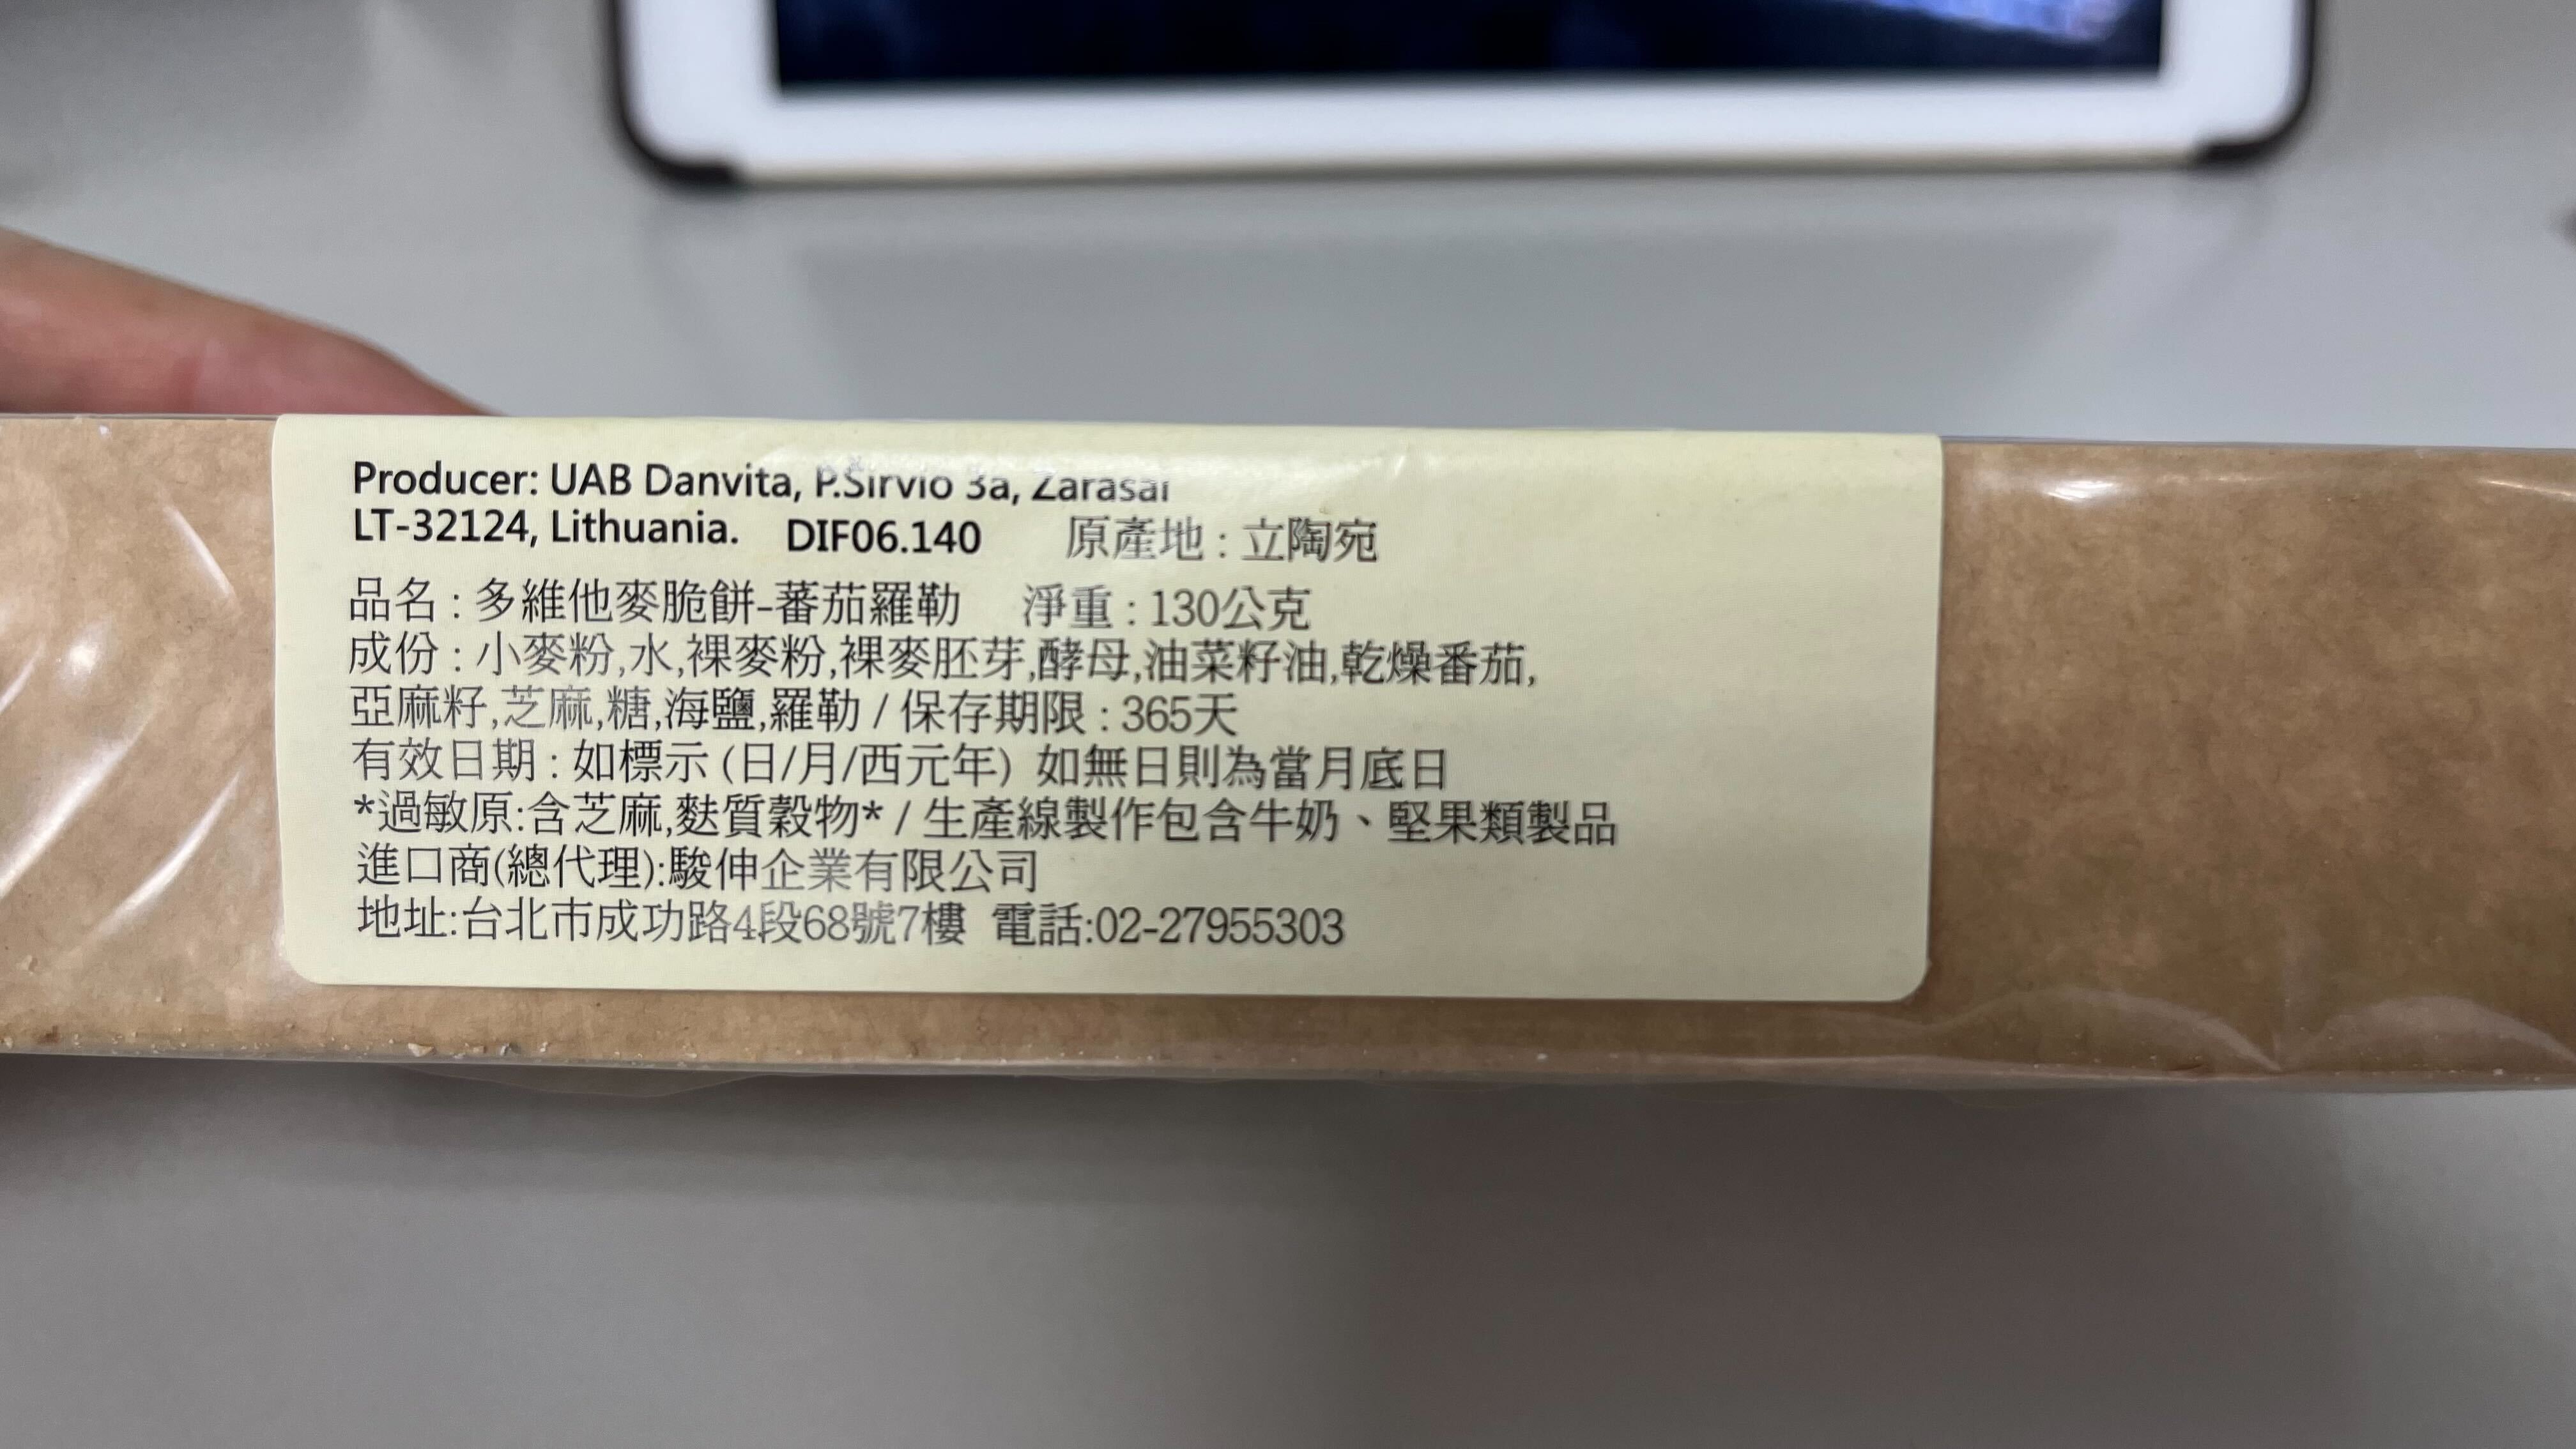 Producer: UAB Danvita, P.Širvio 3a, Zarasai
LT-32124, Lithuania. DIF06.140 原產地 : 立陶宛
品名 : 多維他麥脆餅-蕃茄羅勒 淨重 : 130公克
成份 : 小麥粉,水,裸麥粉,裸麥胚芽,酵母,油菜籽油,乾燥番茄,
亞麻籽,芝麻,糖,海鹽,羅勒 / 保存期限 : 365天
有效日期 : 如標示 (日/月/西元年) 如無日則為當月底日
*過敏原:含芝麻,麩質穀物* / 生產線製作包含牛奶、堅果類製品
進口商(總代理):駿伸企業有限公司
地址:台北市成功路4段68號7樓 電話:02-27955303